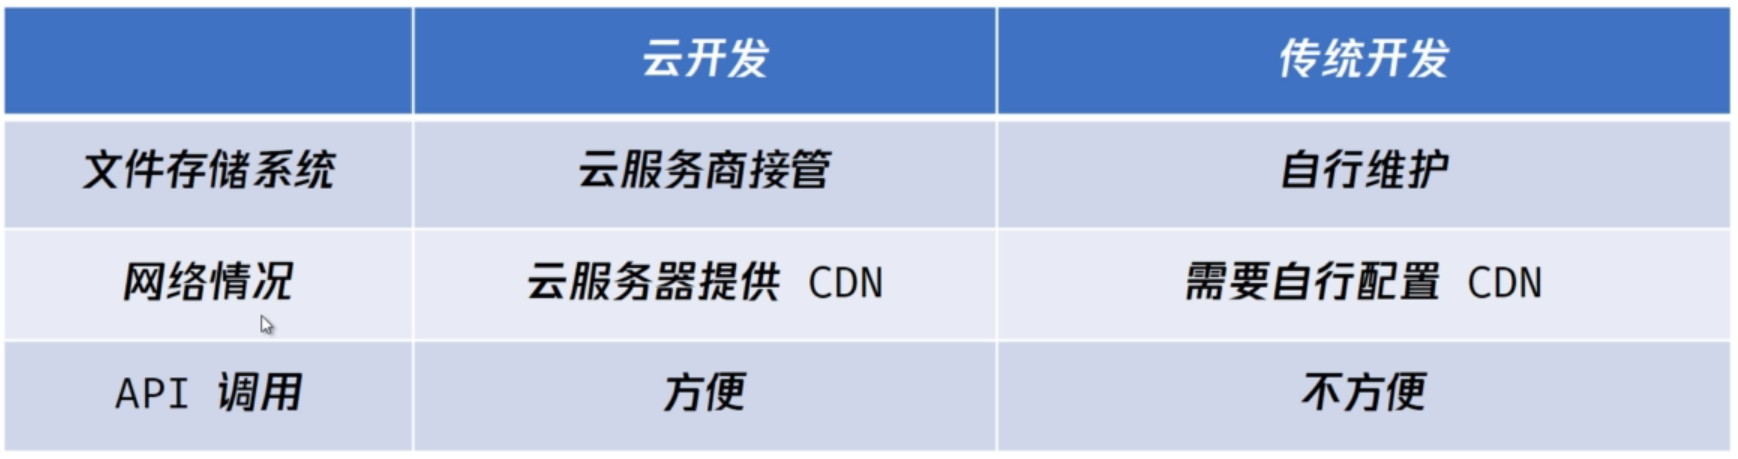 云开发 传统开发
文件存储系统 云服务商接管 自行维护
网络情况 云服务器提供 CDN 需要自行配置 CDN
API 调用 方便 不方便